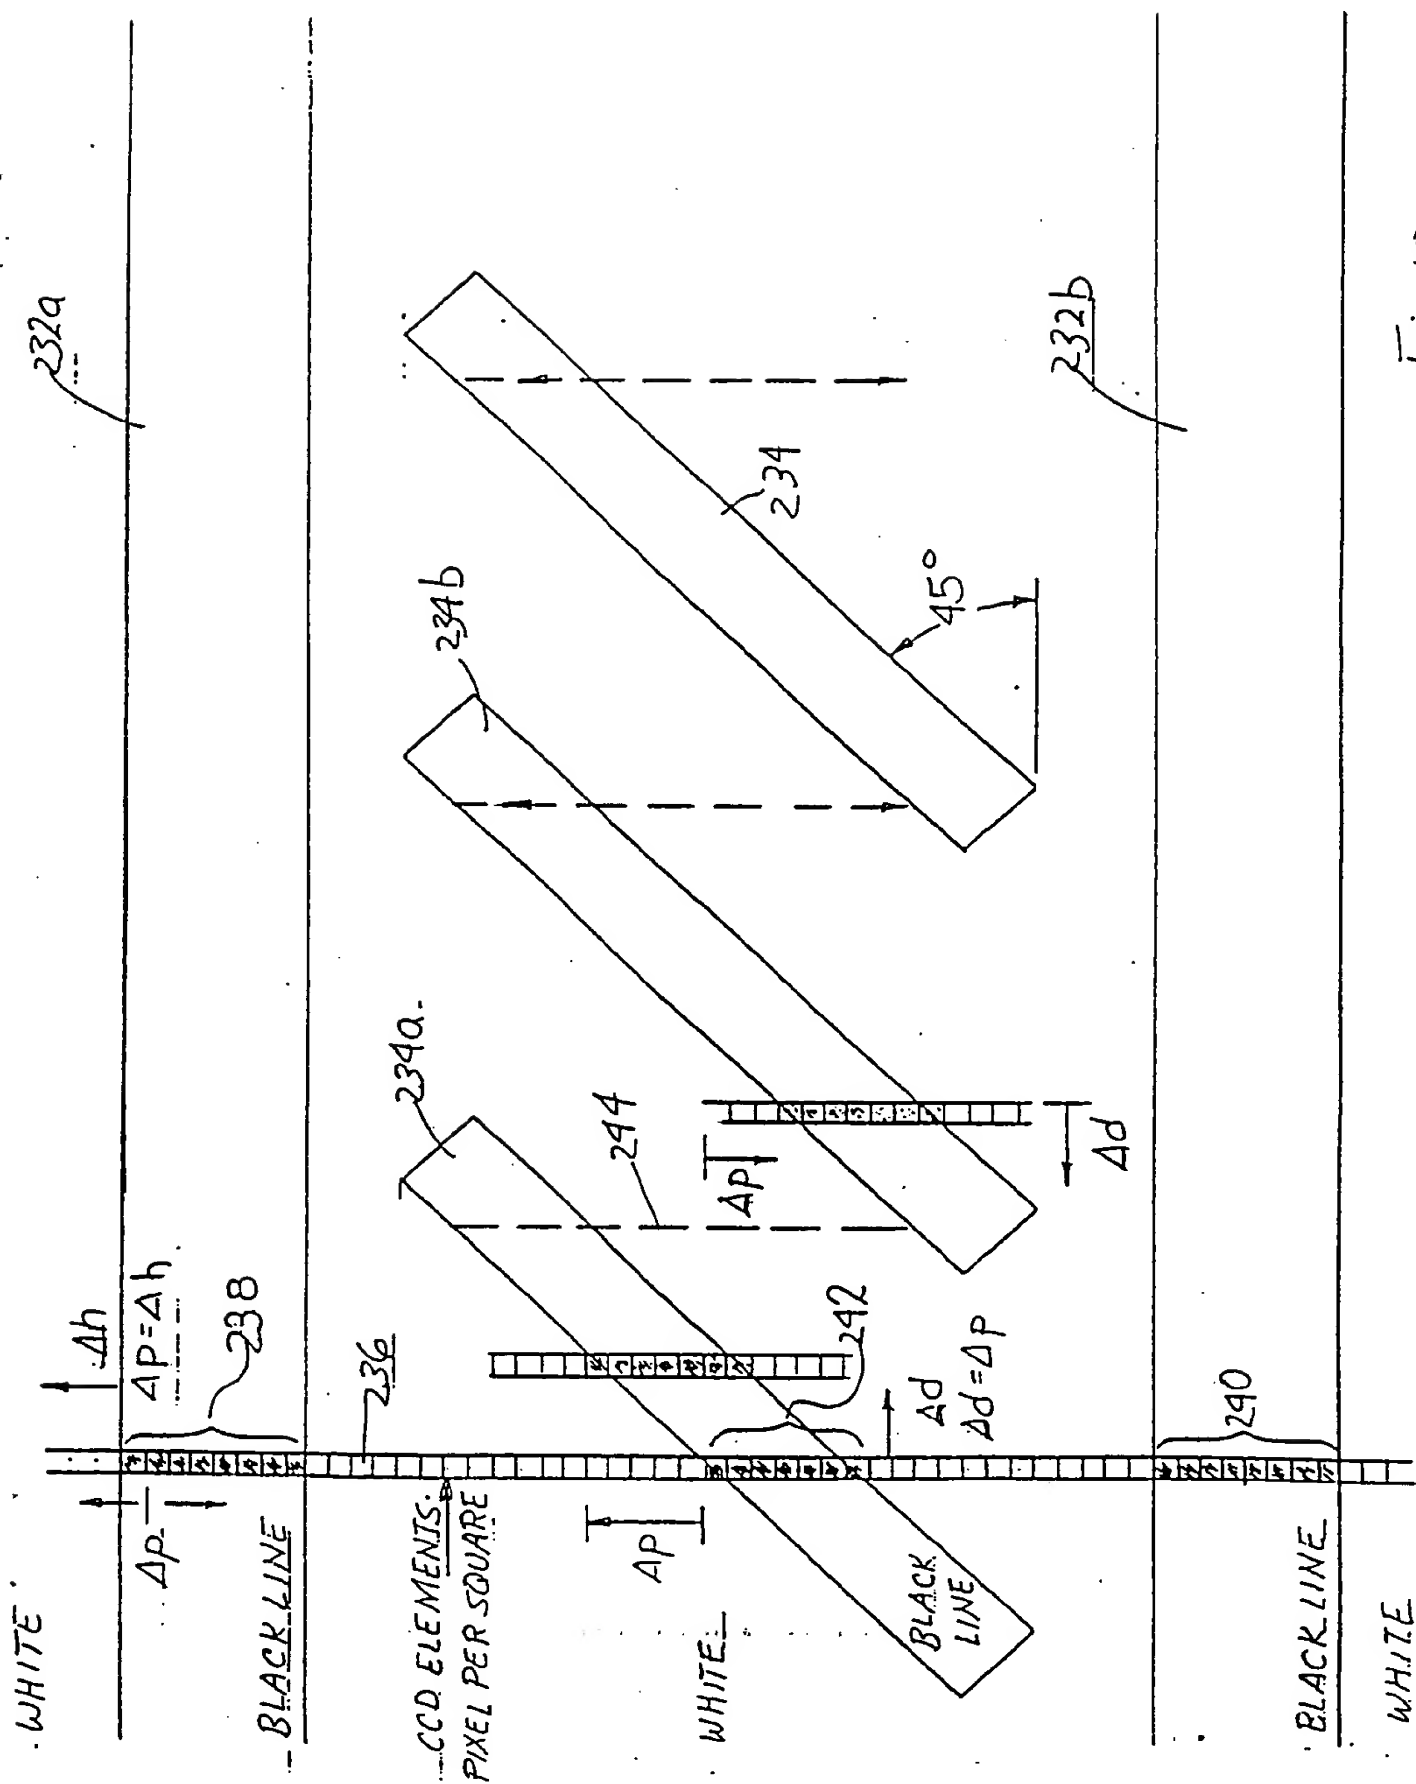 WHITE
Δh
ΔP=Δh
232a
ΔP
238
BLACK LINE
236
CCD ELEMENTS
PIXEL PER SQUARE
234a
234b
244
234
45°
ΔP
WHITE
242
ΔP
Δd
Δd
Δd=ΔP
BLACK
LINE
232b
240
BLACK LINE
WHITE